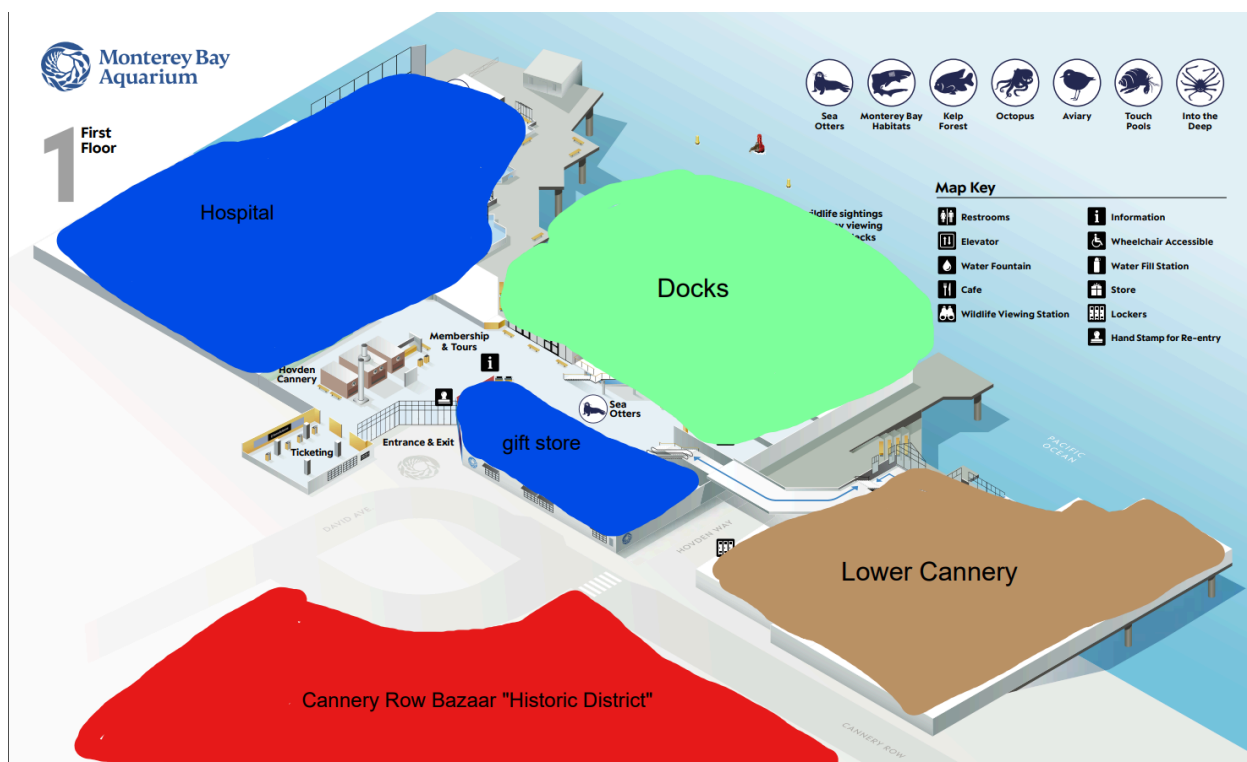 Monterey Bay
Aquarium
1
First
Floor
Sea
Otters
Monterey Bay
Habitats
Kelp
Forest
Octopus
Aviary
Touch
Pools
Into the
Deep
Map Key
Restrooms
Elevator
Water Fountain
Cafe
Wildlife Viewing Station
i Information
Wheelchair Accessible
Water Fill Station
Store
Lockers
Hand Stamp for Re-entry
Hospital
sightings
viewing
Docks
Membership
& Tours
i
Hovden
Cannery
Sea
Otters
Ticketing
Entrance & Exit
gift store
PACIFIC
OCEAN
DAVID AVE
HOVDEN WAY
Lower Cannery
Cannery Row Bazaar "Historic District"
CANNERY ROW